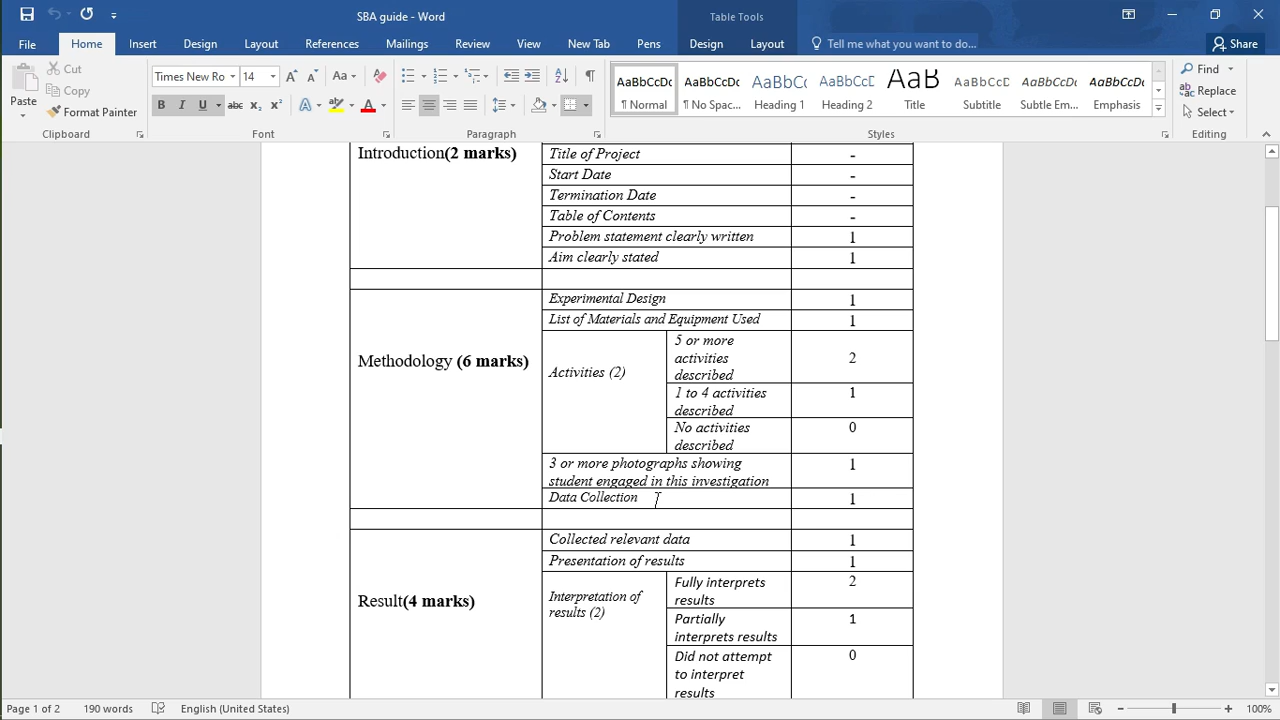 SBA guide - Word
Table Tools
File Home Insert Design Layout References Mailings Review View New Tab Pens Design Layout Tell me what you want to do... Share
Cut
Copy
Paste
Format Painter
Clipboard
Times New Ro 14
Aa
B I U abc x₂ x²
A A
Font
Paragraph
AaBbCcDc AaBbCcDc AaBbC AaBbCcC AaB AaBbCcC AaBbCcDc AaBbCcDc
¶ Normal ¶ No Spac... Heading 1 Heading 2 Title Subtitle Subtle Em... Emphasis
Styles
Find
Replace
Select
Editing
Introduction(2 marks)
Title of Project -
Start Date -
Termination Date -
Table of Contents -
Problem statement clearly written 1
Aim clearly stated 1
Methodology (6 marks)
Experimental Design 1
List of Materials and Equipment Used 1
Activities (2)
5 or more
activities
described
2
1 to 4 activities
described
1
No activities
described
0
3 or more photographs showing
student engaged in this investigation
1
Data Collection 1
Result(4 marks)
Collected relevant data 1
Presentation of results 1
Interpretation of
results (2)
Fully interprets
results
2
Partially
interprets results
1
Did not attempt
to interpret
results
0
Page 1 of 2 190 words English (United States) 100%